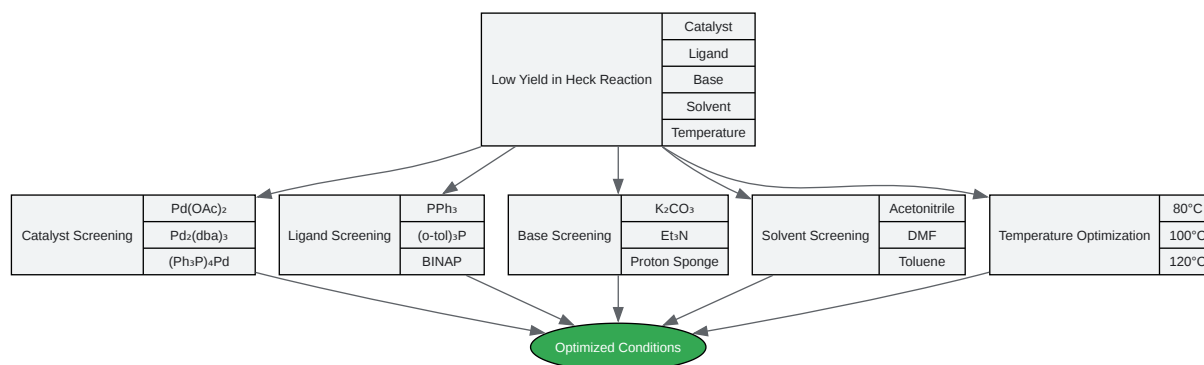 Low Yield in Heck Reaction
Catalyst
Ligand
Base
Solvent
Temperature
Catalyst Screening
Pd(OAc)₂
Pd₂(dba)₃
(Ph₃P)₄Pd
Ligand Screening
PPh₃
(o-tol)₃P
BINAP
Base Screening
K₂CO₃
Et₃N
Proton Sponge
Solvent Screening
Acetonitrile
DMF
Toluene
Temperature Optimization
80°C
100°C
120°C
Optimized Conditions